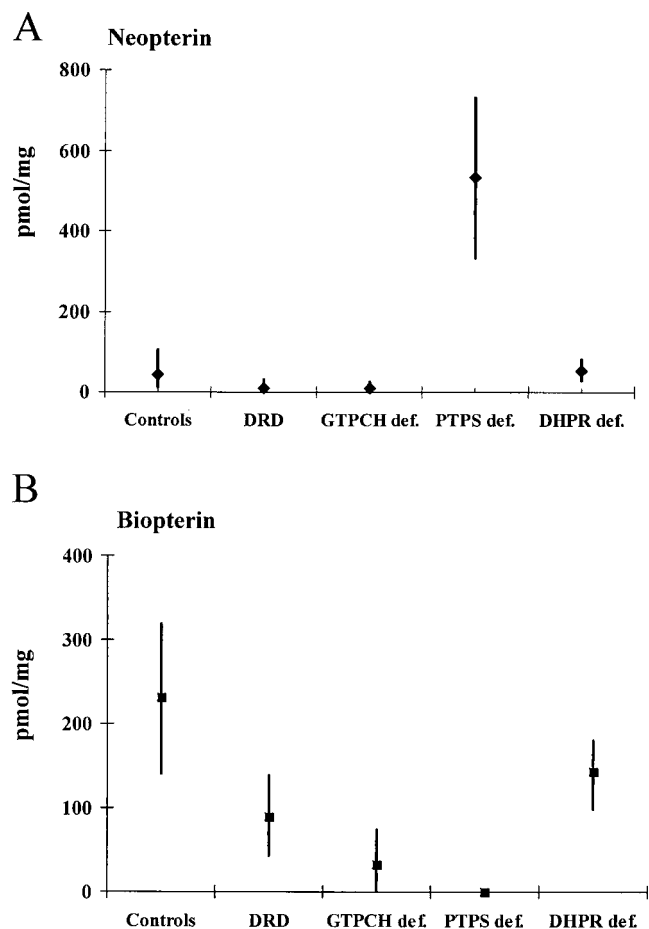 A
Neopterin
pmol/mg
800
600
400
200
0
Controls DRD GTPCH def. PTPS def. DHPR def.
B
Biopterin
pmol/mg
400
300
200
100
0
Controls DRD GTPCH def. PTPS def. DHPR def.